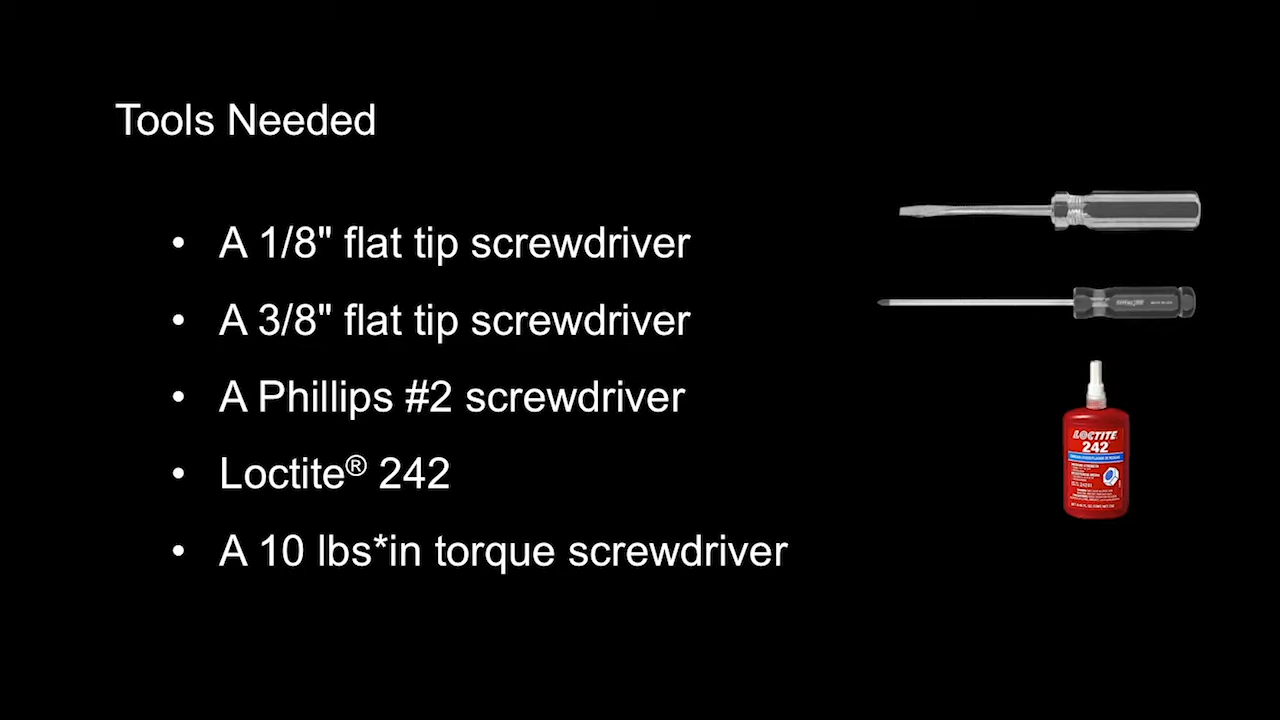 Tools Needed
• A 1/8" flat tip screwdriver
• A 3/8" flat tip screwdriver
• A Phillips #2 screwdriver
• Loctite® 242
• A 10 lbs*in torque screwdriver
LOCTITE
242